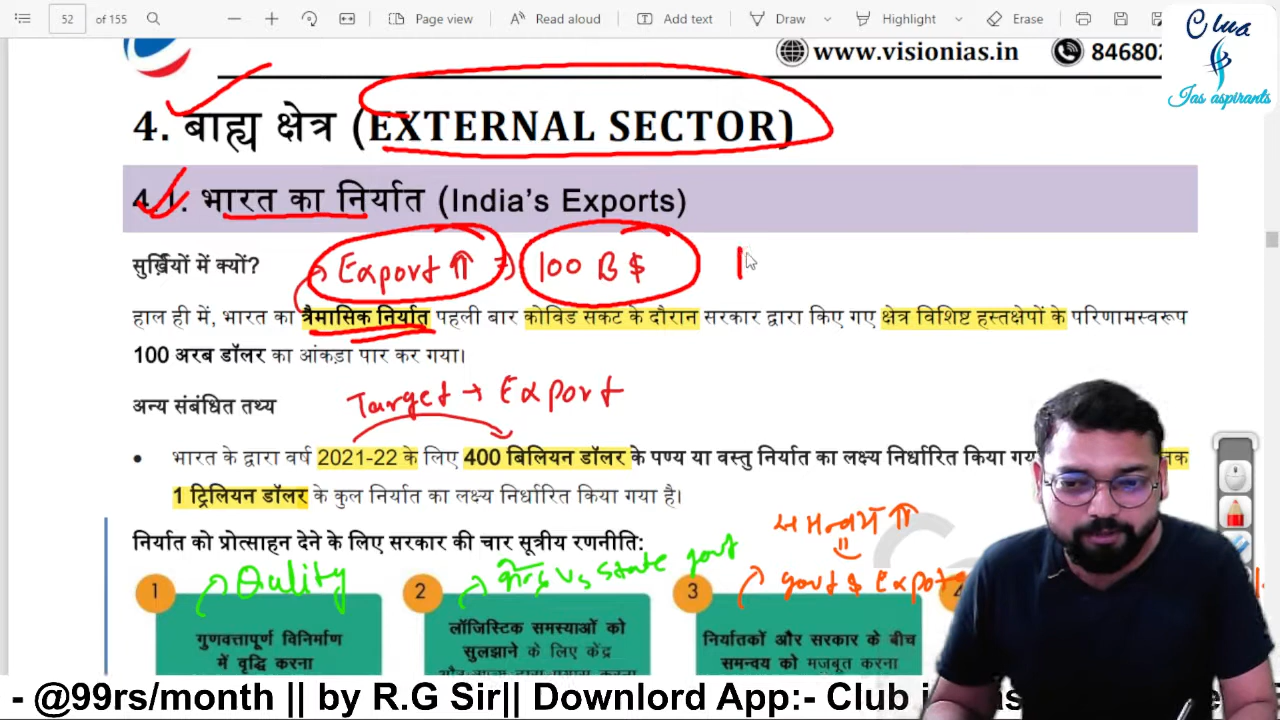 52 of 155
Page view
Read aloud
Add text
Draw
Highlight
Erase
Clua
Ias aspirants
www.visionias.in
84680
4. बाह्य क्षेत्र (EXTERNAL SECTOR)
4.1. भारत का निर्यात (India's Exports)
सुर्ख़ियों में क्यों?
Export ⇑ ⇒ 100 B $
हाल ही में, भारत का त्रैमासिक निर्यात पहली बार कोविड संकट के दौरान सरकार द्वारा किए गए क्षेत्र विशिष्ट हस्तक्षेपों के परिणामस्वरूप
100 अरब डॉलर का आंकड़ा पार कर गया।
Target → Export
अन्य संबंधित तथ्य
• भारत के द्वारा वर्ष 2021-22 के लिए 400 बिलियन डॉलर के पण्य या वस्तु निर्यात का लक्ष्य निर्धारित किया
1 ट्रिलियन डॉलर के कुल निर्यात का लक्ष्य निर्धारित किया गया है।
समन्वय ⇑
निर्यात को प्रोत्साहन देने के लिए सरकार की चार सूत्रीय रणनीति:
Quality
केंद्र vs State govt
govt $ Export
1
2
3
गुणवत्तापूर्ण विनिर्माण
में वृद्धि करना
लॉजिस्टिक समस्याओं को
सुलझाने के लिए केंद्र
निर्यातकों और सरकार के बीच
समन्वय को मजबूत करना
- @99rs/month || by R.G Sir|| Downlord App:- Club